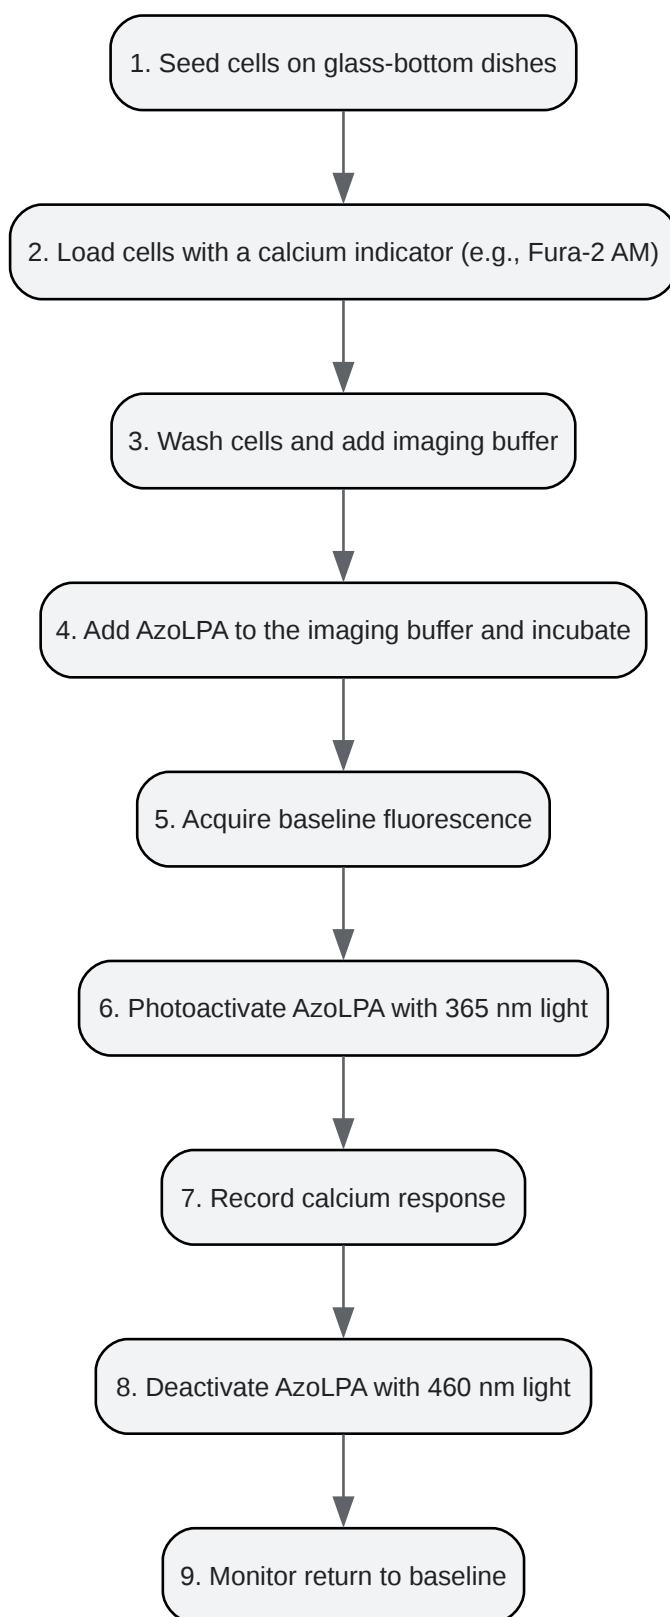 1. Seed cells on glass-bottom dishes
2. Load cells with a calcium indicator (e.g., Fura-2 AM)
3. Wash cells and add imaging buffer
4. Add AzoLPA to the imaging buffer and incubate
5. Acquire baseline fluorescence
6. Photoactivate AzoLPA with 365 nm light
7. Record calcium response
8. Deactivate AzoLPA with 460 nm light
9. Monitor return to baseline